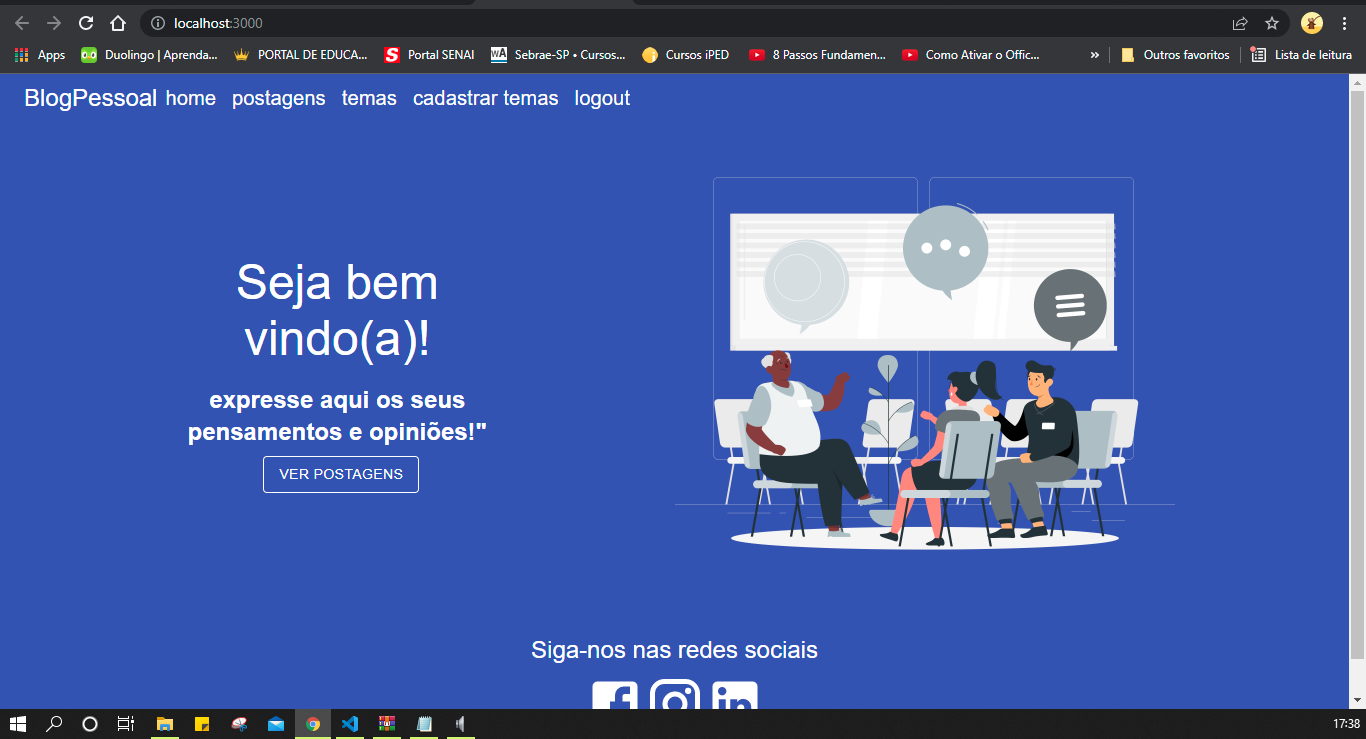 localhost:3000
Apps Duolingo | Aprenda... PORTAL DE EDUCA... Portal SENAI Sebrae-SP • Cursos... Cursos iPED 8 Passos Fundamen... Como Ativar o Offic... » Outros favoritos Lista de leitura
BlogPessoal home postagens temas cadastrar temas logout
Seja bem
vindo(a)!
expresse aqui os seus
pensamentos e opiniões!"
VER POSTAGENS
Siga-nos nas redes sociais
17:38